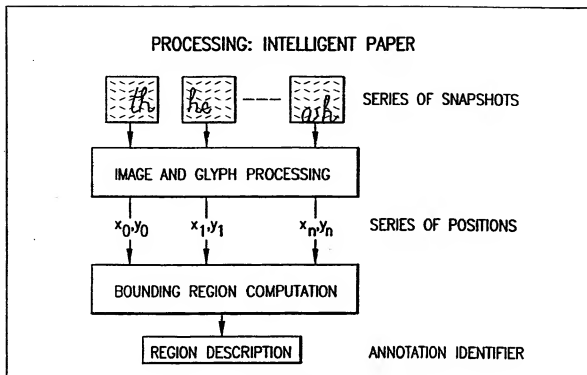 PROCESSING: INTELLIGENT PAPER
th he ash SERIES OF SNAPSHOTS
IMAGE AND GLYPH PROCESSING
x0,y0 x1,y1 xn,yn SERIES OF POSITIONS
BOUNDING REGION COMPUTATION
REGION DESCRIPTION ANNOTATION IDENTIFIER